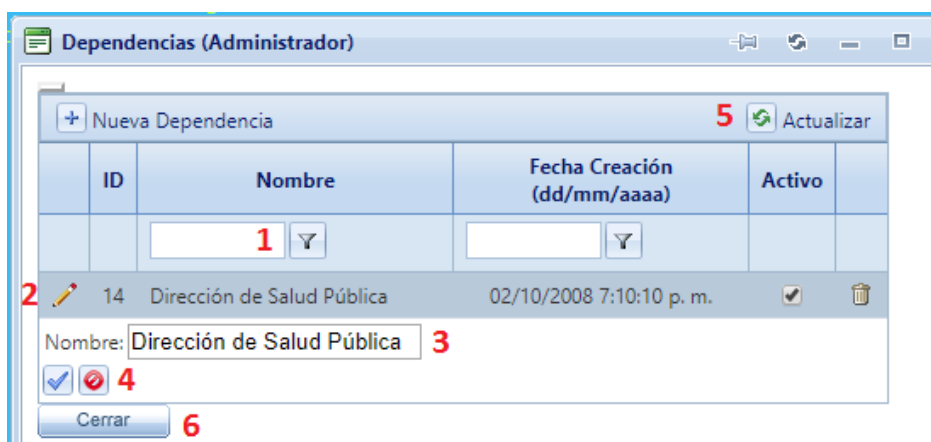 Dependencias (Administrador)
Nueva Dependencia 5 Actualizar
ID Nombre Fecha Creación (dd/mm/aaaa) Activo
1
2 14 Dirección de Salud Pública 02/10/2008 7:10:10 p. m.
Nombre: Dirección de Salud Pública 3
4
Cerrar 6